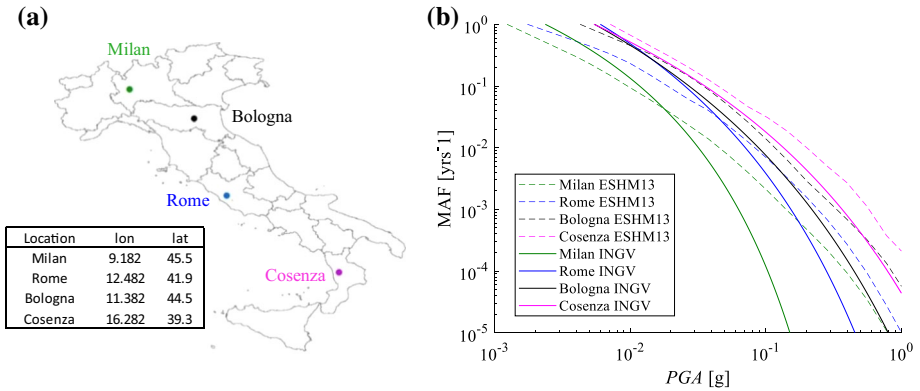 (a)
Milan
Bologna
Rome
Cosenza
Location lon lat
Milan 9.182 45.5
Rome 12.482 41.9
Bologna 11.382 44.5
Cosenza 16.282 39.3
(b)
MAF [yrs-1]
10^0
10^-1
10^-2
10^-3
10^-4
10^-5
Milan ESHM13
Rome ESHM13
Bologna ESHM13
Cosenza ESHM13
Milan INGV
Rome INGV
Bologna INGV
Cosenza INGV
10^-3 10^-2 10^-1 10^0
PGA [g]